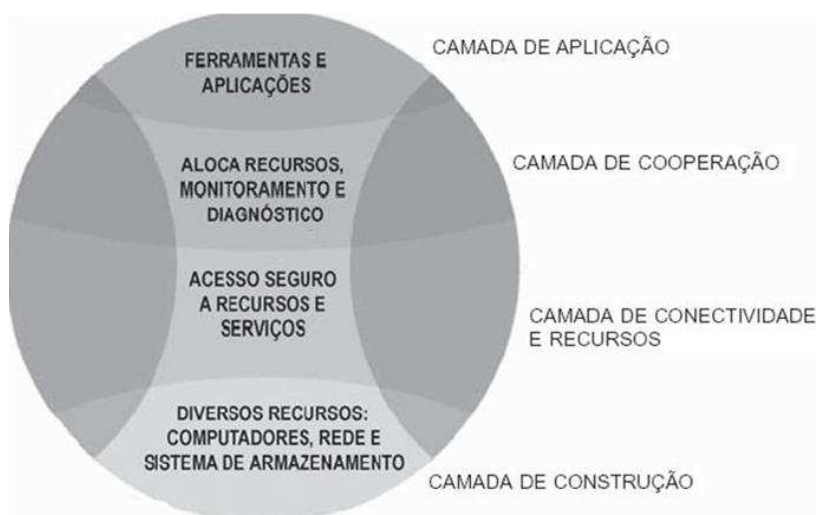 FERRAMENTAS E
APLICAÇÕES
CAMADA DE APLICAÇÃO
ALOCA RECURSOS,
MONITORAMENTO E
DIAGNÓSTICO
CAMADA DE COOPERAÇÃO
ACESSO SEGURO
A RECURSOS E
SERVIÇOS
CAMADA DE CONECTIVIDADE
E RECURSOS
DIVERSOS RECURSOS:
COMPUTADORES, REDE E
SISTEMA DE ARMAZENAMENTO
CAMADA DE CONSTRUÇÃO